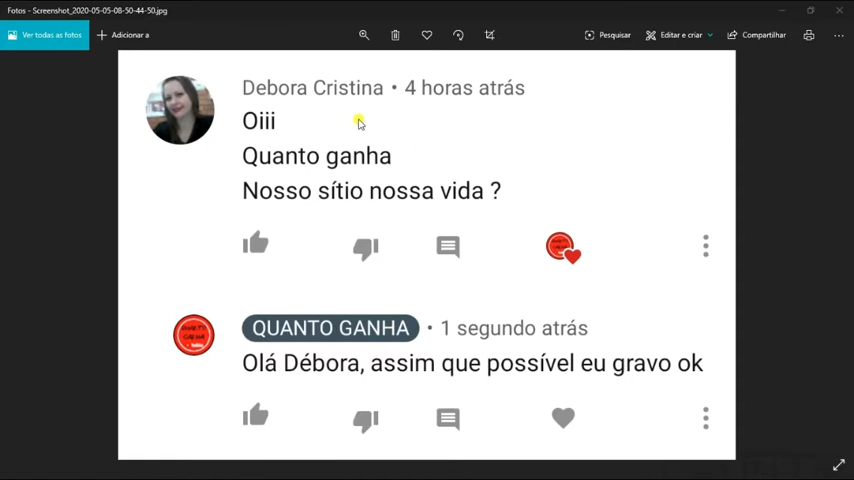 Fotos - Screenshot_2020-05-05-08-50-44-50.jpg
Ver todas as fotos
Adicionar a
Pesquisar
Editar e criar
Compartilhar
Debora Cristina • 4 horas atrás
Oiii
Quanto ganha
Nosso sítio nossa vida ?
QUANTO GANHA • 1 segundo atrás
Olá Débora, assim que possível eu gravo ok